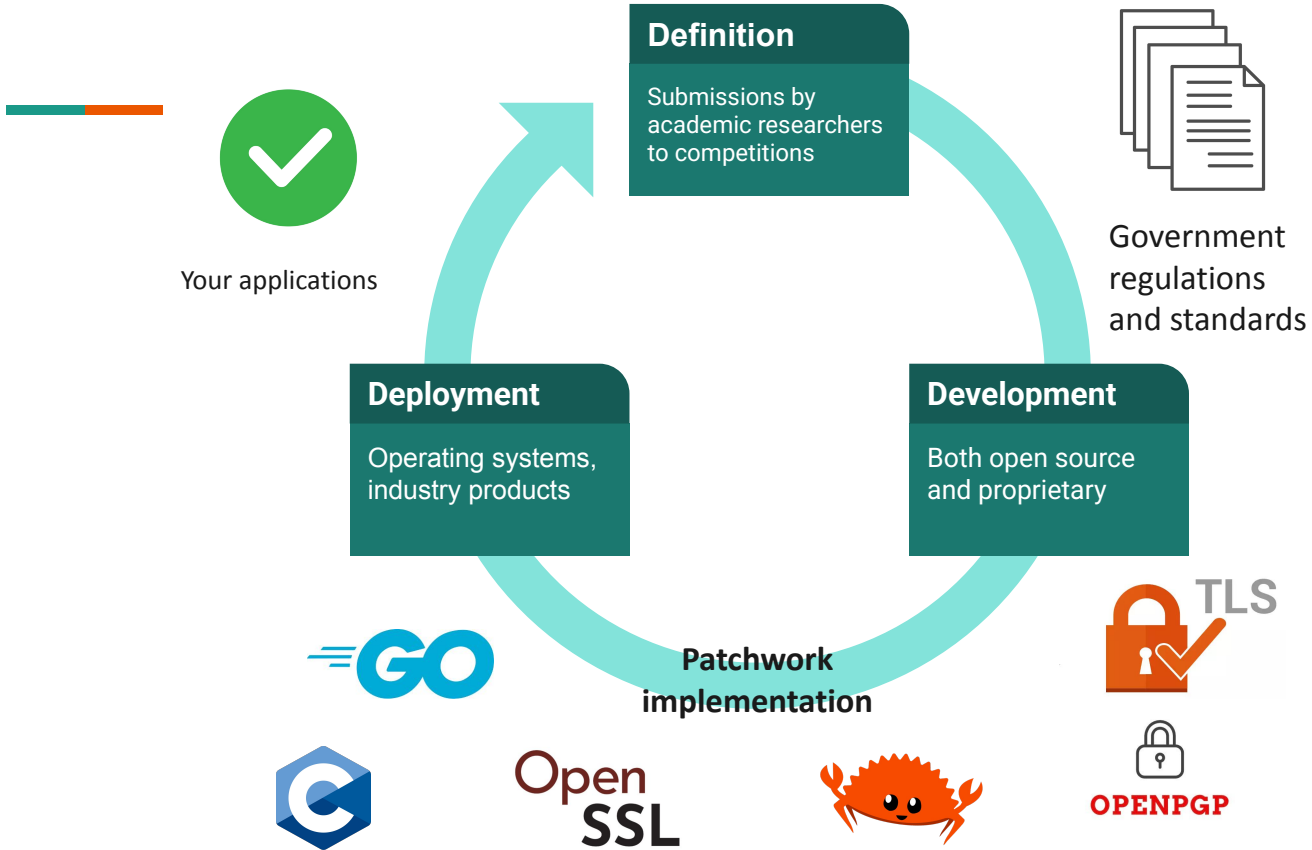 Definition
Submissions by
academic researchers
to competitions
Government
regulations
and standards
Your applications
Deployment
Operating systems,
industry products
Development
Both open source
and proprietary
TLS
GO
Patchwork
implementation
C
Open
SSL
OPENPGP